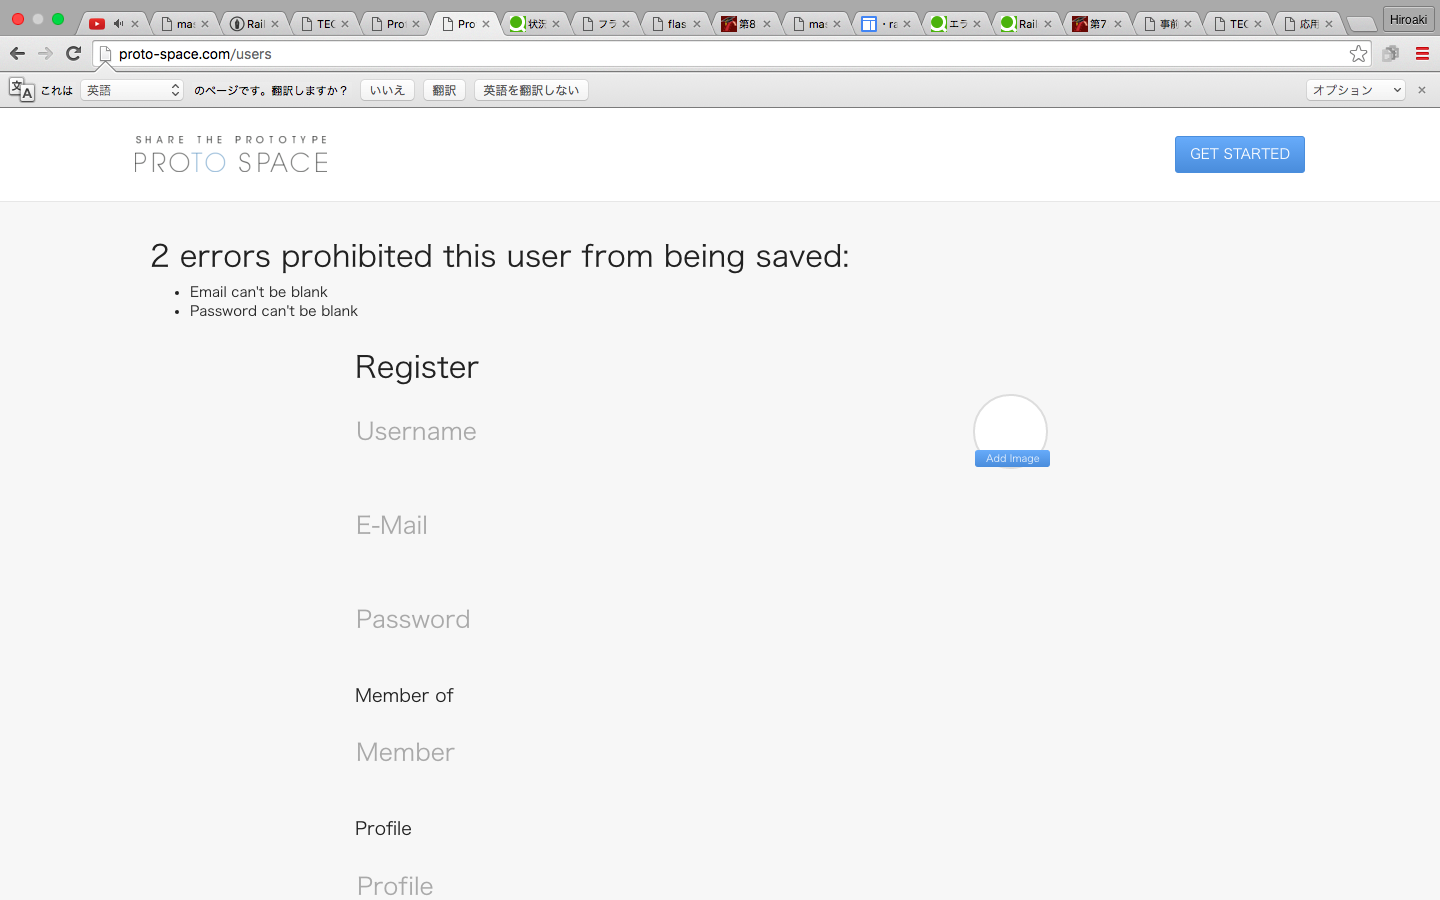 mas
Rail
TEC
Pro
Pro
状況
フラ
flas
第8
mas
・ra
エラ
Rail
第7
事前
TEC
応用
Hiroaki
proto-space.com/users
これは 英語 のページです。翻訳しますか？ いいえ 翻訳 英語を翻訳しない オプション
SHARE THE PROTOTYPE
PROTO SPACE
GET STARTED
2 errors prohibited this user from being saved:
• Email can't be blank
• Password can't be blank
Register
Username
Add Image
E-Mail
Password
Member of
Member
Profile
Profile